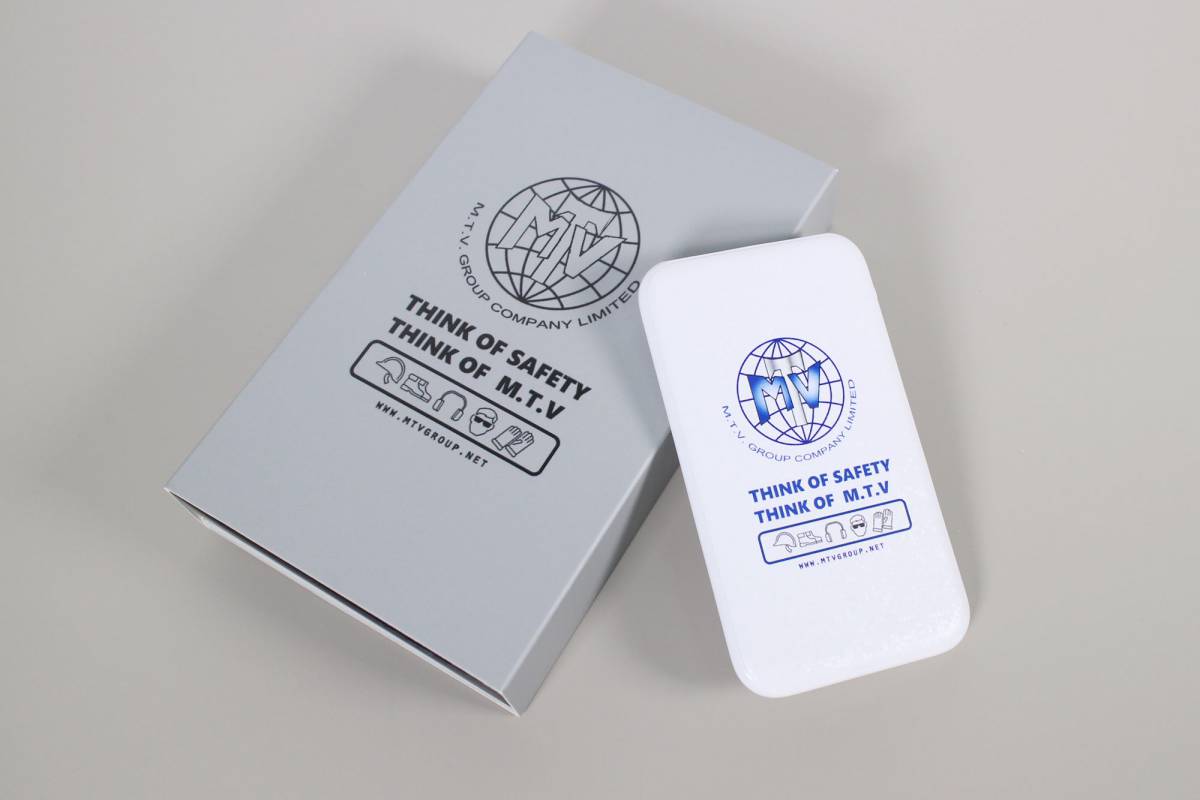 MTV
M.T.V. GROUP COMPANY LIMITED
THINK OF SAFETY
THINK OF M.T.V
WWW.MTVGROUP.NET
MTV
M.T.V. GROUP COMPANY LIMITED
THINK OF SAFETY
THINK OF M.T.V
WWW.MTVGROUP.NET